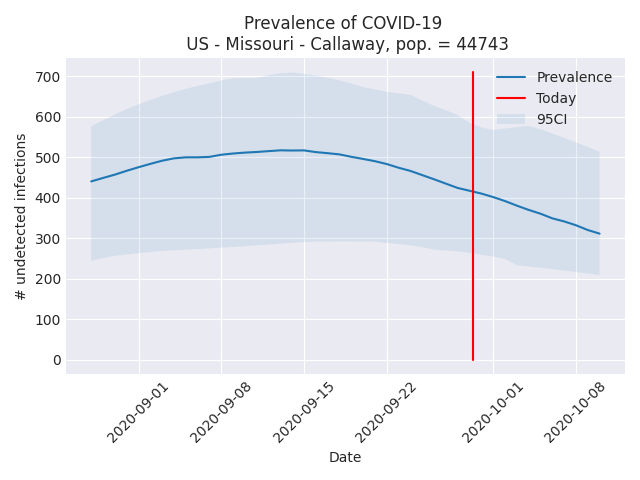 Prevalence of COVID-19
US - Missouri - Callaway, pop. = 44743
# undetected infections
700
600
500
400
300
200
100
0
Prevalence
Today
95CI
2020-09-01
2020-09-08
2020-09-15
2020-09-22
2020-10-01
2020-10-08
Date